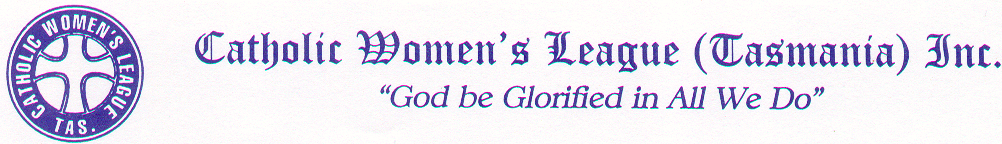 CATHOLIC WOMEN'S LEAGUE
TAS.
Catholic Women's League (Tasmania) Inc.
"God be Glorified in All We Do"